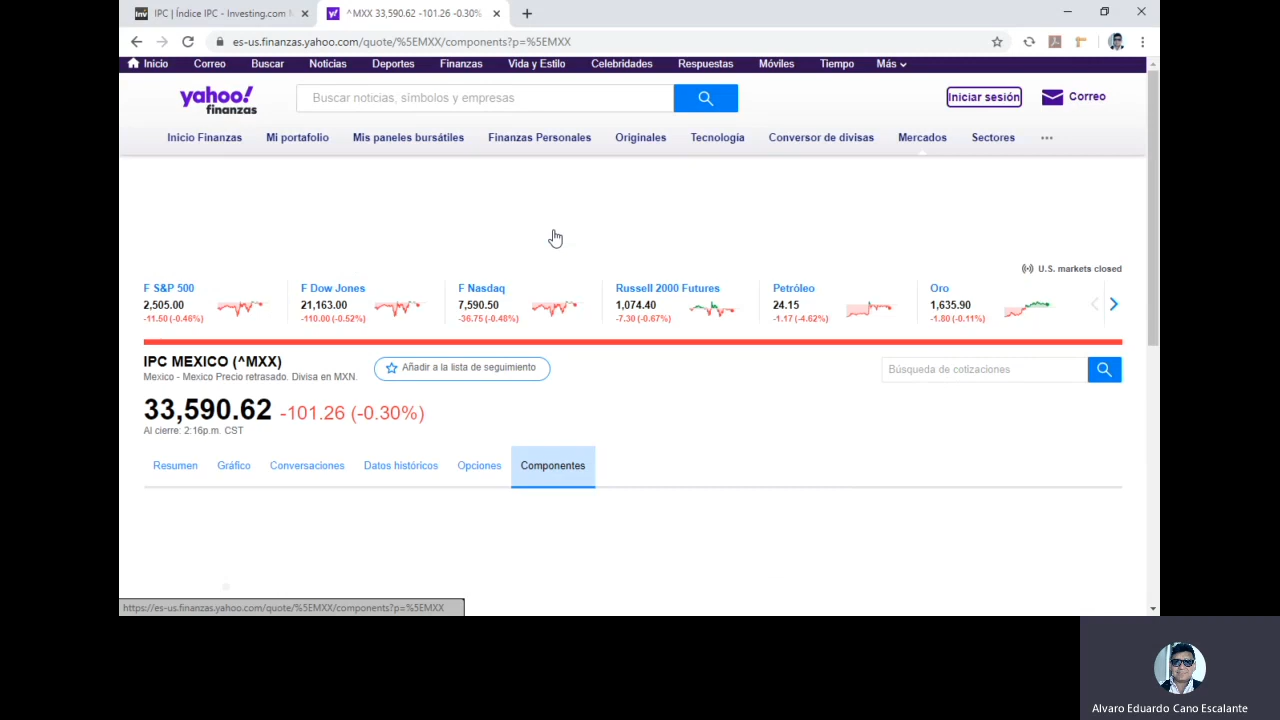 IPC | Índice IPC - Investing.com M
^MXX 33,590.62 -101.26 -0.30%
es-us.finanzas.yahoo.com/quote/%5EMXX/components?p=%5EMXX
Inicio Correo Buscar Noticias Deportes Finanzas Vida y Estilo Celebridades Respuestas Móviles Tiempo Más
yahoo!
finanzas
Buscar noticias, símbolos y empresas
Iniciar sesión
Correo
Inicio Finanzas Mi portafolio Mis paneles bursátiles Finanzas Personales Originales Tecnología Conversor de divisas Mercados Sectores ...
U.S. markets closed
F S&P 500 F Dow Jones F Nasdaq Russell 2000 Futures Petróleo Oro
2,505.00 21,163.00 7,590.50 1,074.40 24.15 1,635.90
-11.50 (-0.46%) -110.00 (-0.52%) -36.75 (-0.48%) -7.30 (-0.67%) -1.17 (-4.62%) -1.80 (-0.11%)
IPC MEXICO (^MXX)
Mexico - Mexico Precio retrasado. Divisa en MXN.
Añadir a la lista de seguimiento
Búsqueda de cotizaciones
33,590.62 -101.26 (-0.30%)
Al cierre: 2:16p.m. CST
Resumen Gráfico Conversaciones Datos históricos Opciones Componentes
https://es-us.finanzas.yahoo.com/quote/%5EMXX/components?p=%5EMXX
Alvaro Eduardo Cano Escalante